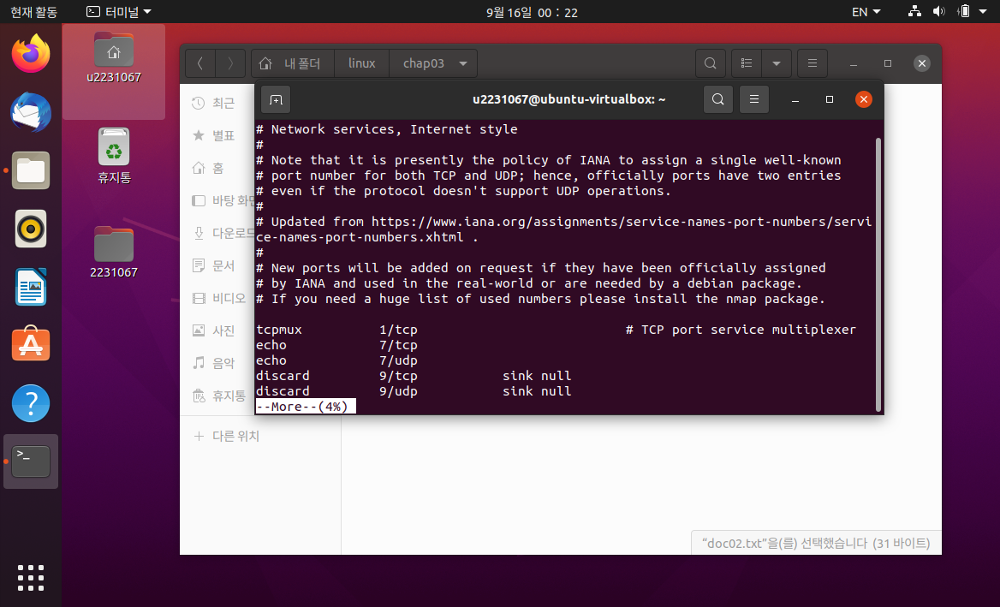 현재 활동
터미널
9월 16일 00 : 22
EN
u2231067
휴지통
2231067
내 폴더
linux
chap03
최근
별표
홈
바탕 화면
다운로드
문서
비디오
사진
음악
휴지통
+ 다른 위치
u2231067@ubuntu-virtualbox: ~
# Network services, Internet style
#
# Note that it is presently the policy of IANA to assign a single well-known
# port number for both TCP and UDP; hence, officially ports have two entries
# even if the protocol doesn't support UDP operations.
#
# Updated from https://www.iana.org/assignments/service-names-port-numbers/servi
ce-names-port-numbers.xhtml .
#
# New ports will be added on request if they have been officially assigned
# by IANA and used in the real-world or are needed by a debian package.
# If you need a huge list of used numbers please install the nmap package.
tcpmux 1/tcp # TCP port service multiplexer
echo 7/tcp
echo 7/udp
discard 9/tcp sink null
discard 9/udp sink null
--More--(4%)
“doc02.txt”을(를) 선택했습니다 (31 바이트)